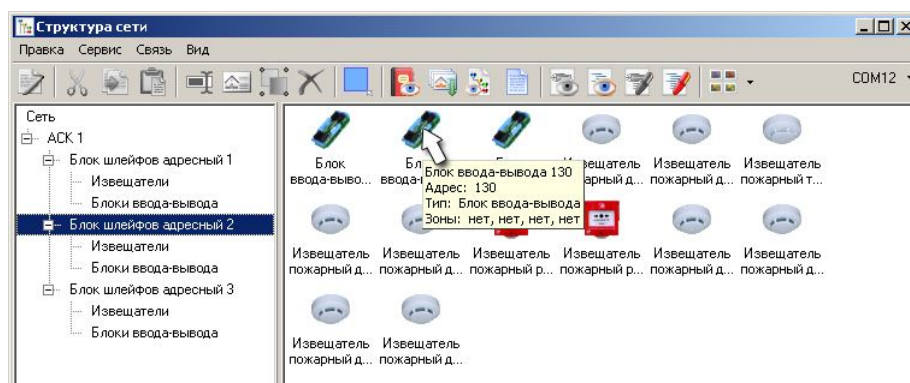 Структура сети
Правка Сервис Связь Вид
COM12
Сеть
АСК 1
Блок шлейфов адресный 1
Извещатели
Блоки ввода-вывода
Блок шлейфов адресный 2
Извещатели
Блоки ввода-вывода
Блок шлейфов адресный 3
Извещатели
Блоки ввода-вывода
Блок Извещатель Извещатель
ввода-выво... пожарный д... пожарный т...
Блок ввода-вывода 130
Адрес: 130
Тип: Блок ввода-вывода
Зоны: нет, нет, нет, нет
Извещатель Извещатель Извещатель Извещатель Извещатель Извещатель
пожарный д... пожарный д... пожарный р... пожарный р... пожарный д... пожарный д...
Извещатель Извещатель
пожарный д... пожарный д...